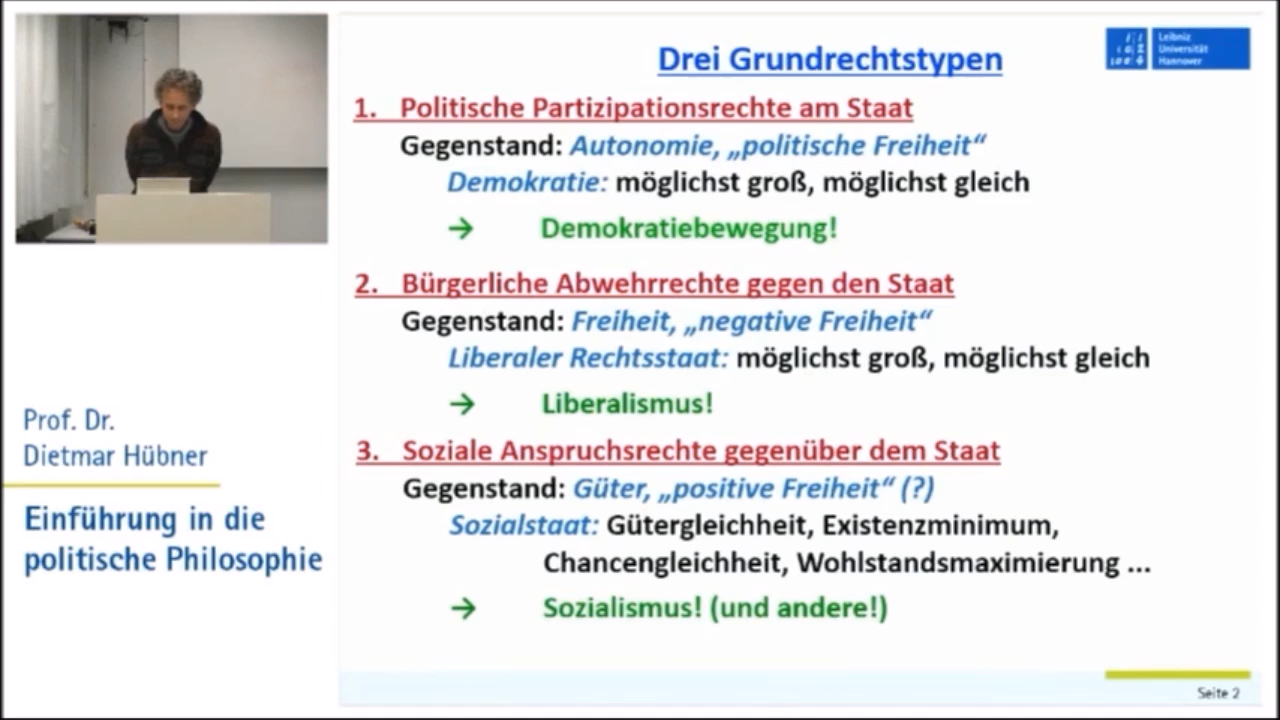 Drei Grundrechtstypen
Leibniz
Universität
Hannover
1. Politische Partizipationsrechte am Staat
Gegenstand: Autonomie, „politische Freiheit“
Demokratie: möglichst groß, möglichst gleich
→ Demokratiebewegung!
2. Bürgerliche Abwehrrechte gegen den Staat
Gegenstand: Freiheit, „negative Freiheit“
Liberaler Rechtsstaat: möglichst groß, möglichst gleich
→ Liberalismus!
3. Soziale Anspruchsrechte gegenüber dem Staat
Gegenstand: Güter, „positive Freiheit“ (?)
Sozialstaat: Gütergleichheit, Existenzminimum,
Chancengleichheit, Wohlstandsmaximierung ...
→ Sozialismus! (und andere!)
Prof. Dr.
Dietmar Hübner
Einführung in die
politische Philosophie
Seite 2